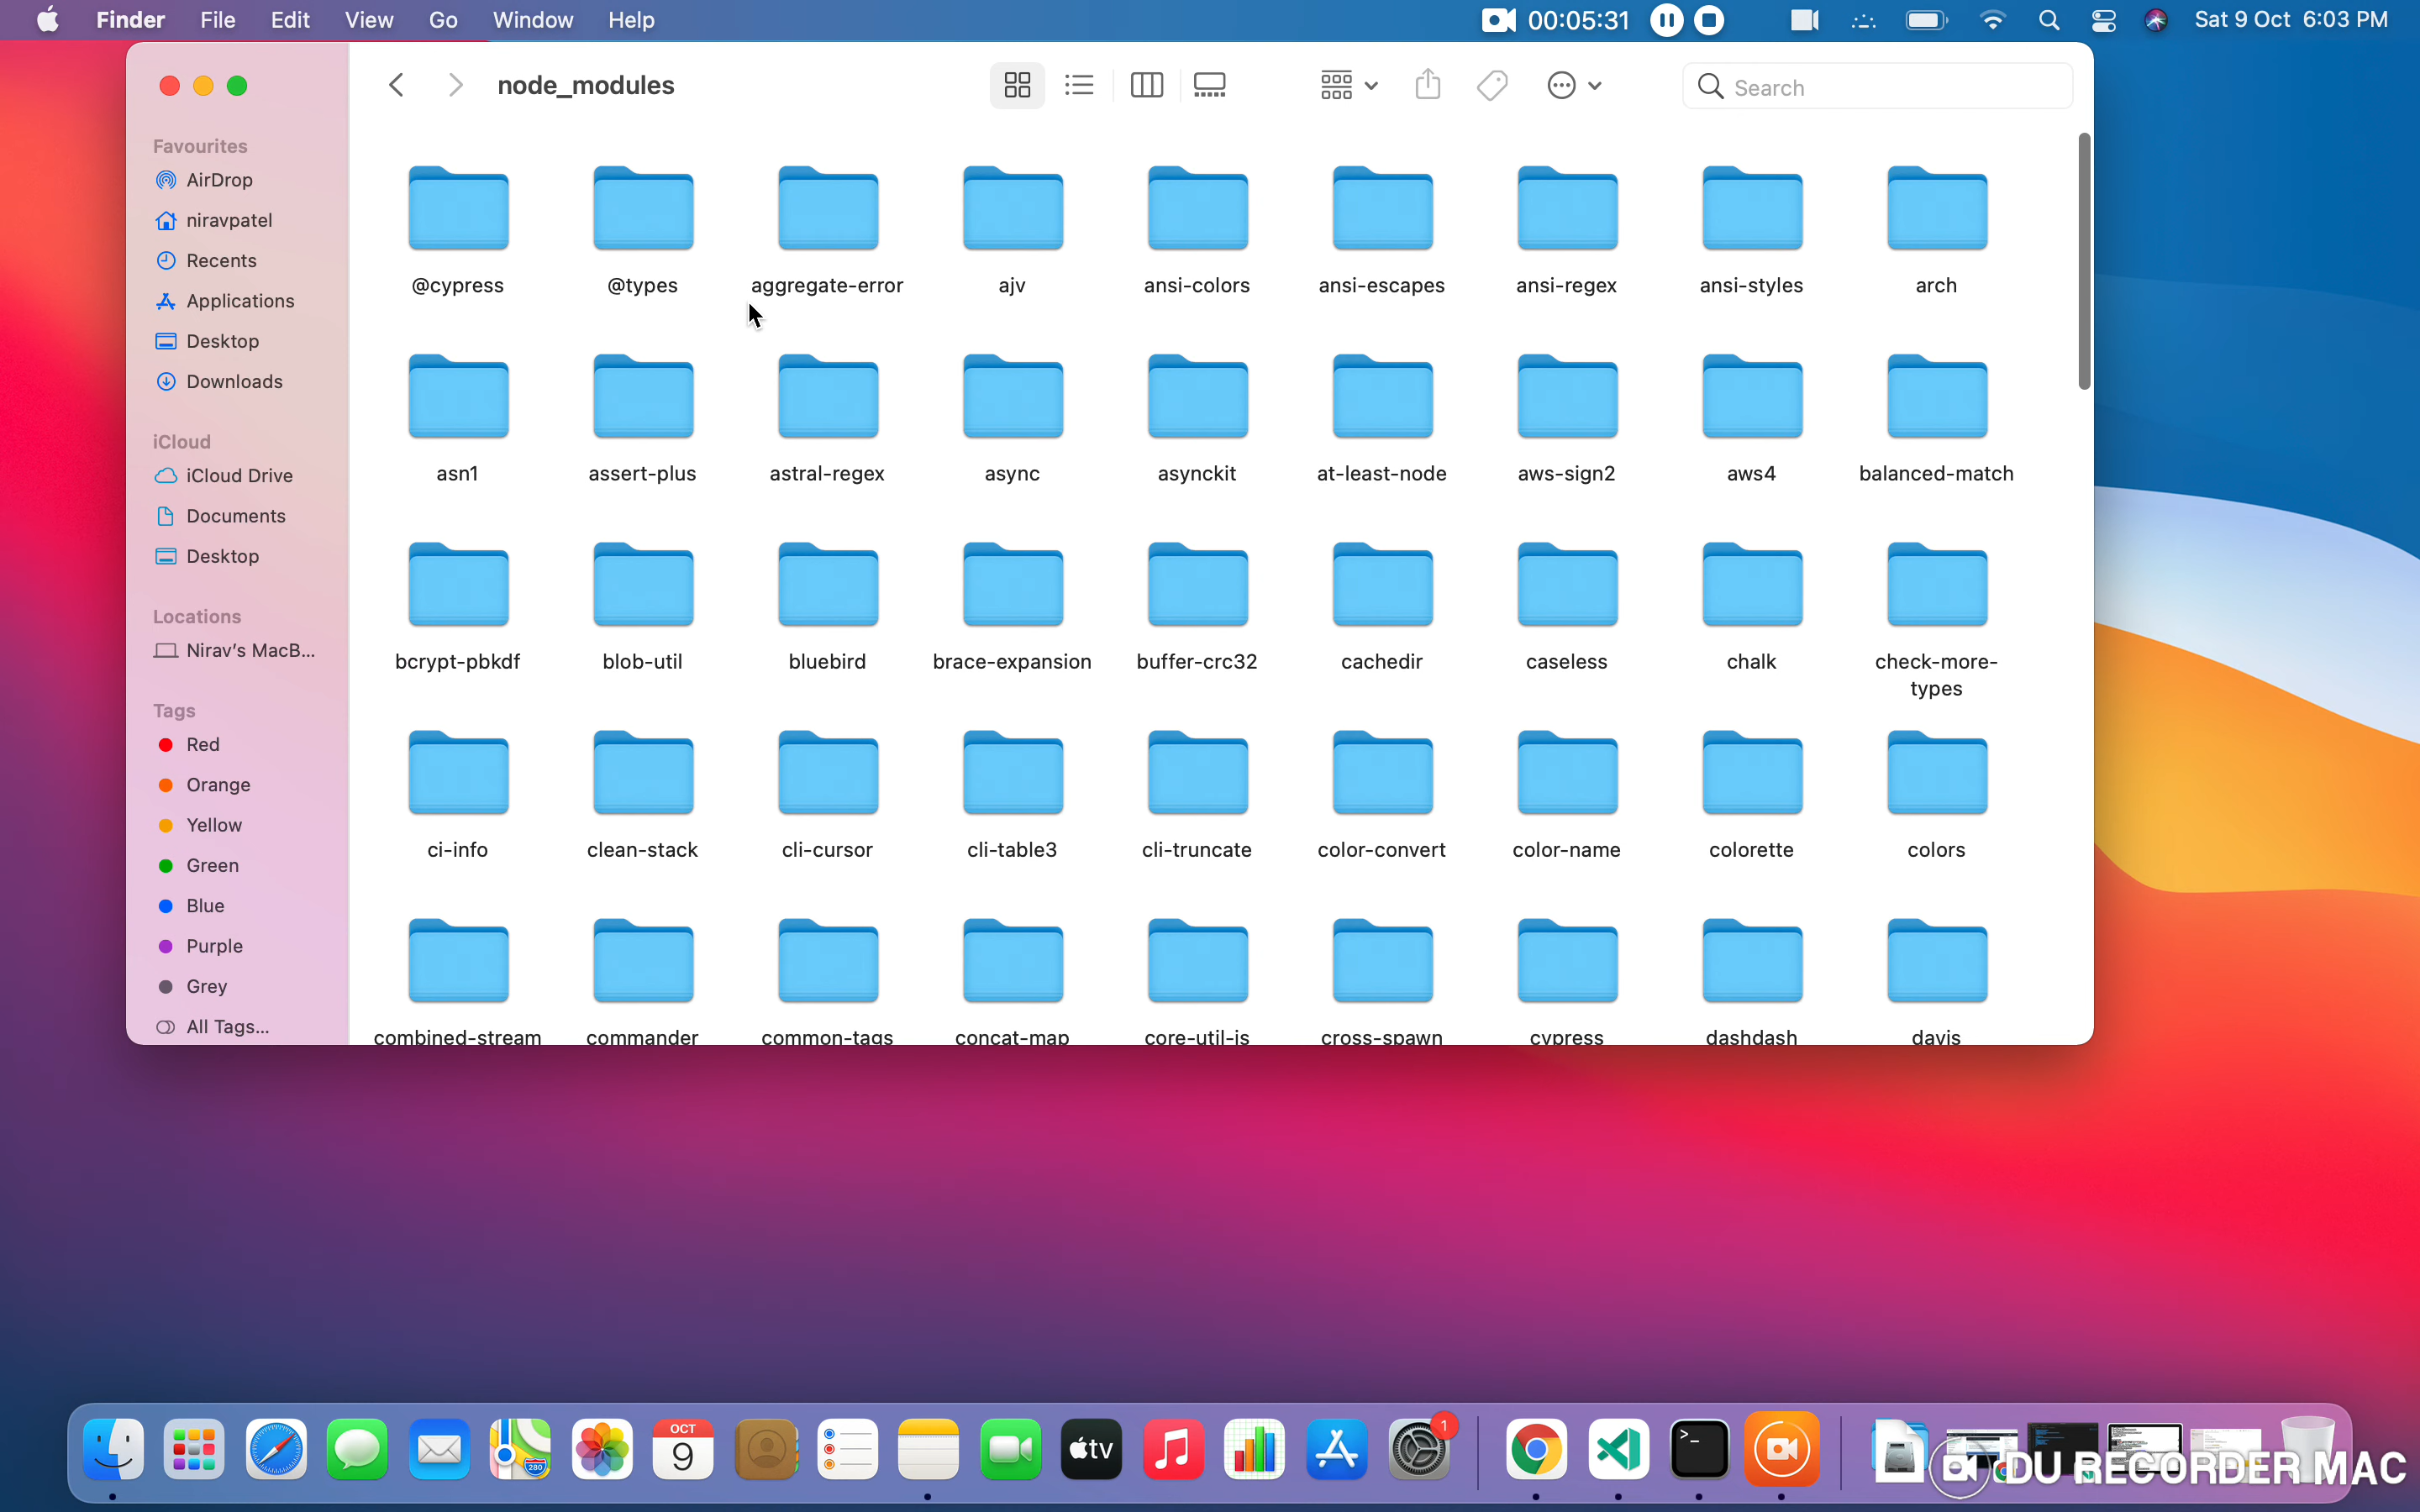 Finder File Edit View Go Window Help 00:05:31 Sat 9 Oct 6:03 PM
node_modules
Search
Favourites
AirDrop
niravpatel
Recents
Applications
Desktop
Downloads
iCloud
iCloud Drive
Documents
Desktop
Locations
Nirav's MacB...
Tags
Red
Orange
Yellow
Green
Blue
Purple
Grey
All Tags...
@cypress @types aggregate-error ajv ansi-colors ansi-escapes ansi-regex ansi-styles arch
asn1 assert-plus astral-regex async asynckit at-least-node aws-sign2 aws4 balanced-match
bcrypt-pbkdf blob-util bluebird brace-expansion buffer-crc32 cachedir caseless chalk check-more-
types
ci-info clean-stack cli-cursor cli-table3 cli-truncate color-convert color-name colorette colors
combined-stream commander common-tags concat-map core-util-is cross-spawn cypress dashdash dayjs
OCT
9
280
tv
1
>_
DU RECORDER MAC